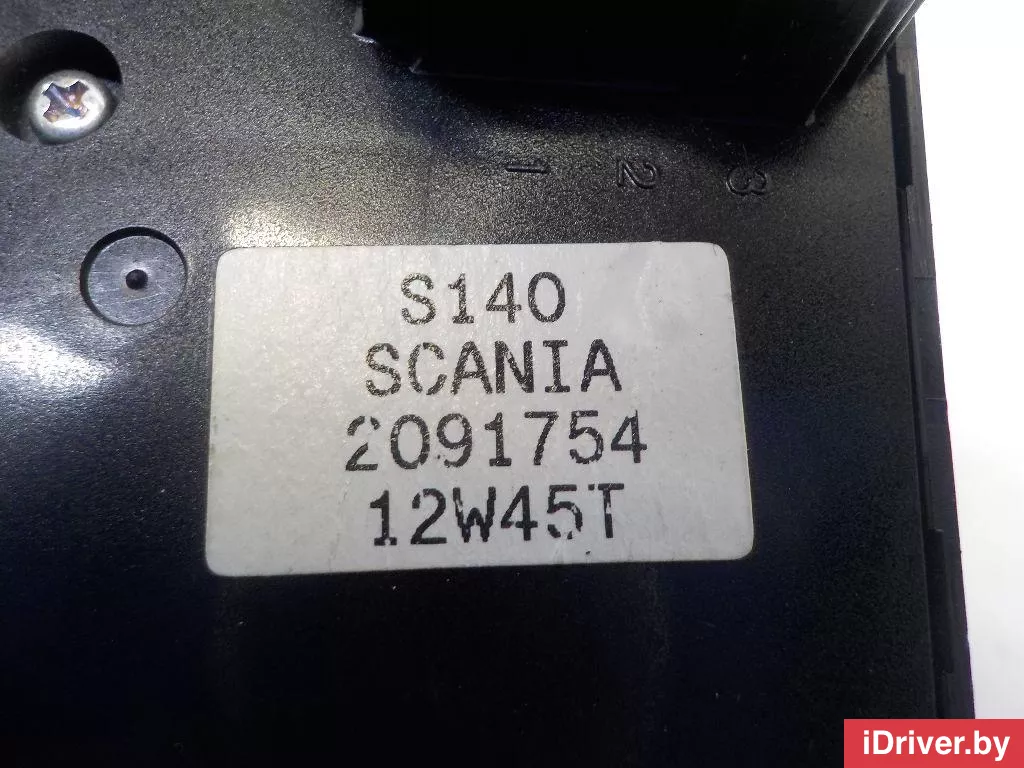 1 2 3
S140
SCANIA
2091754
12W45T
iDriver.by